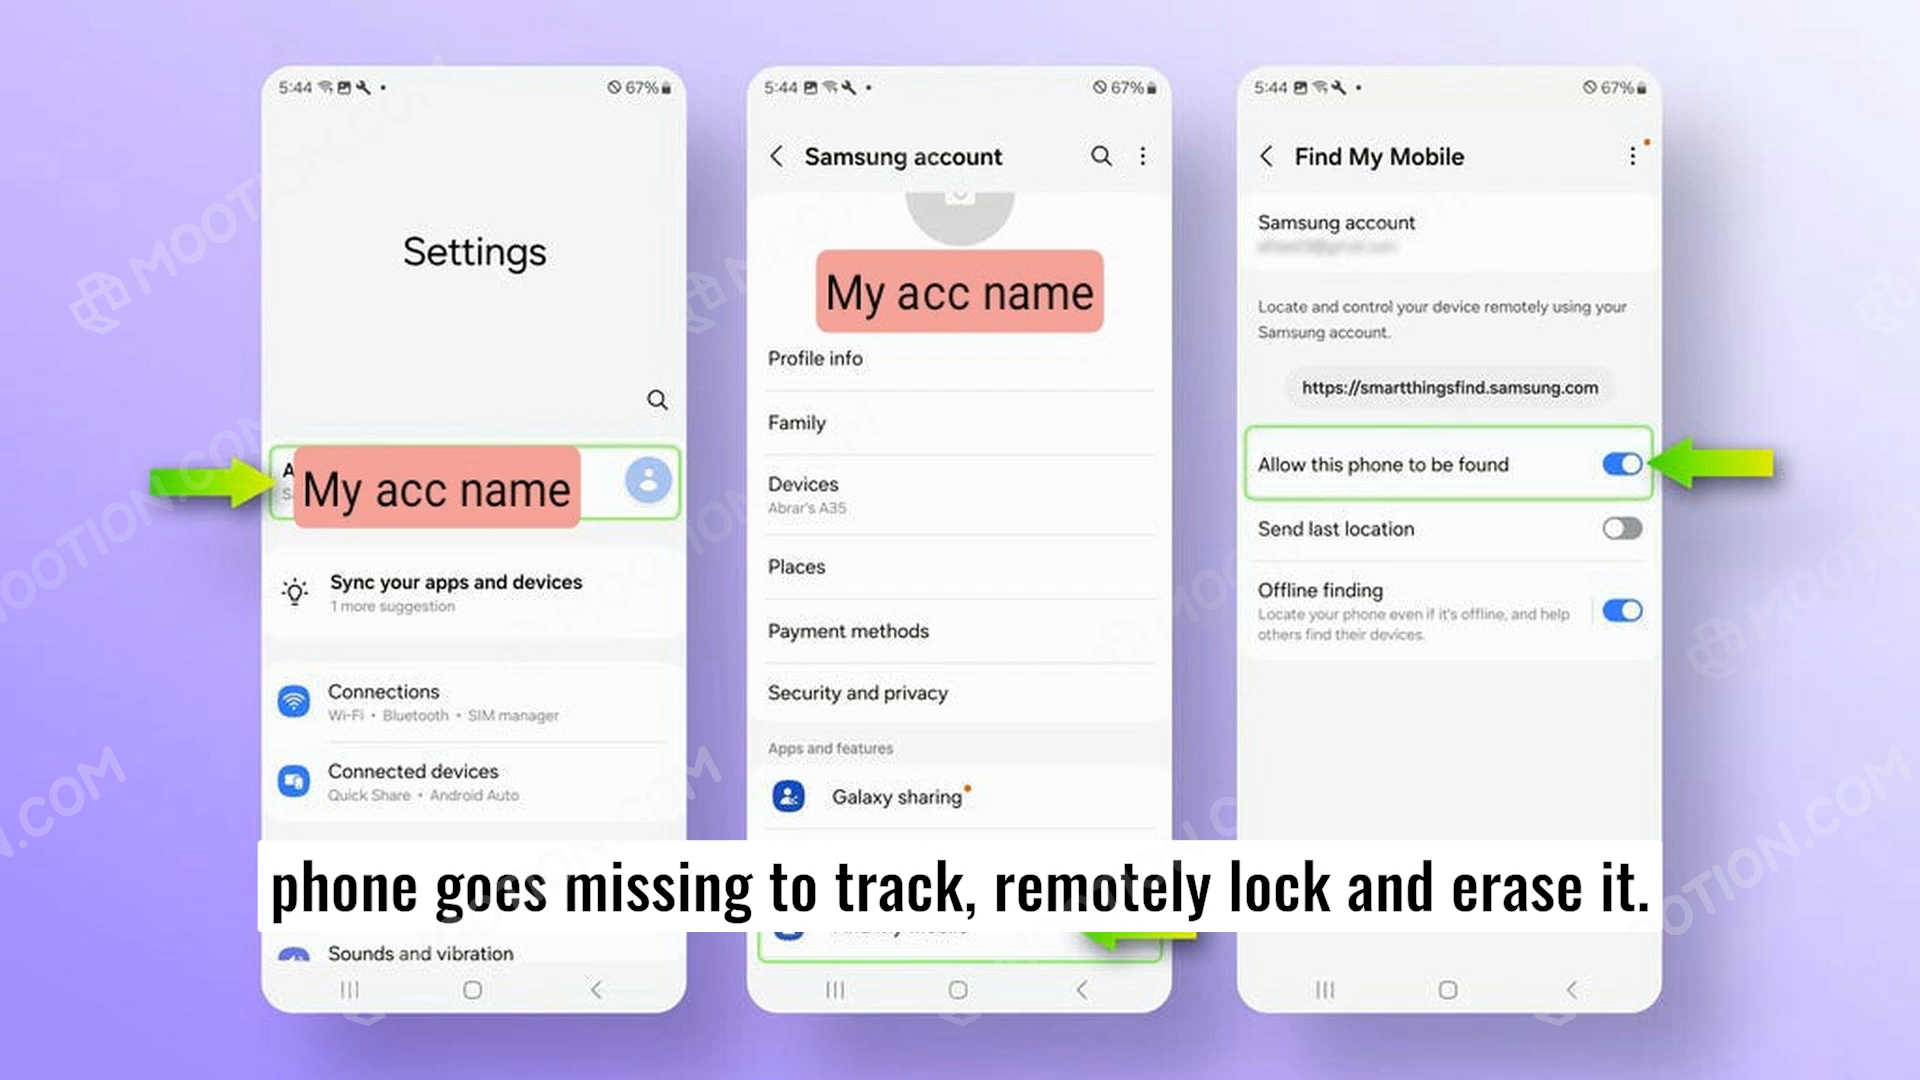 5:44
67%
Settings
A
S
My acc name
Sync your apps and devices
1 more suggestion
Connections
Wi-Fi • Bluetooth • SIM manager
Connected devices
Quick Share • Android Auto
Sounds and vibration
5:44
67%
Samsung account
My acc name
Profile info
Family
Devices
Abrar's A35
Places
Payment methods
Security and privacy
Apps and features
Galaxy sharing
5:44
67%
Find My Mobile
Samsung account
Locate and control your device remotely using your
Samsung account.
https://smartthingsfind.samsung.com
Allow this phone to be found
Send last location
Offline finding
Locate your phone even if it's offline, and help
others find their devices.
phone goes missing to track, remotely lock and erase it.
MOOTION.COM